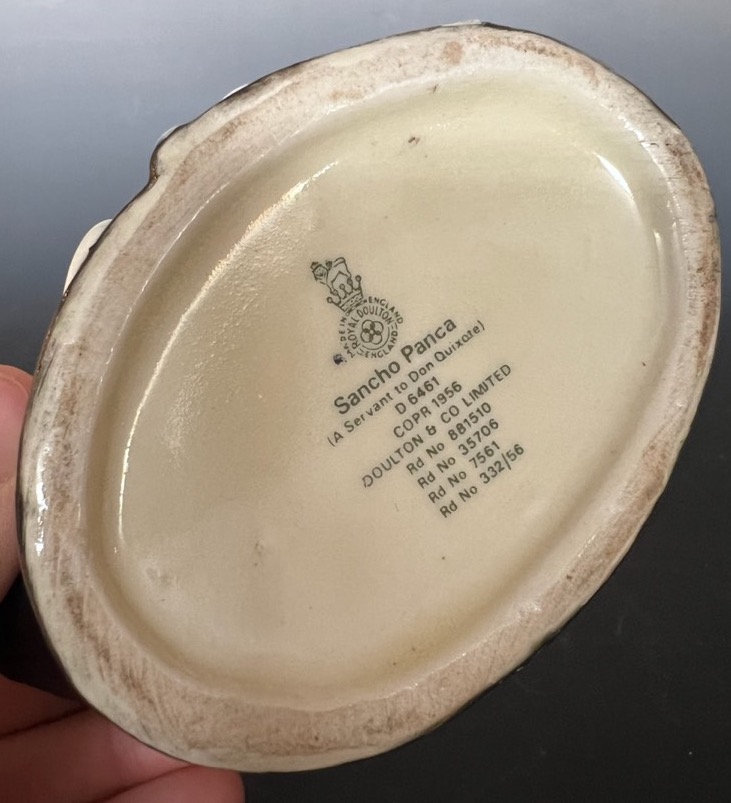 MADE IN ENGLAND
ROYAL DOULTON
ENGLAND
Sancho Panca
(A Servant to Don Quixote)
D 6461
COPR 1956
DOULTON & CO LIMITED
Rd No 881510
Rd No 35706
Rd No 7561
Rd No 332/56